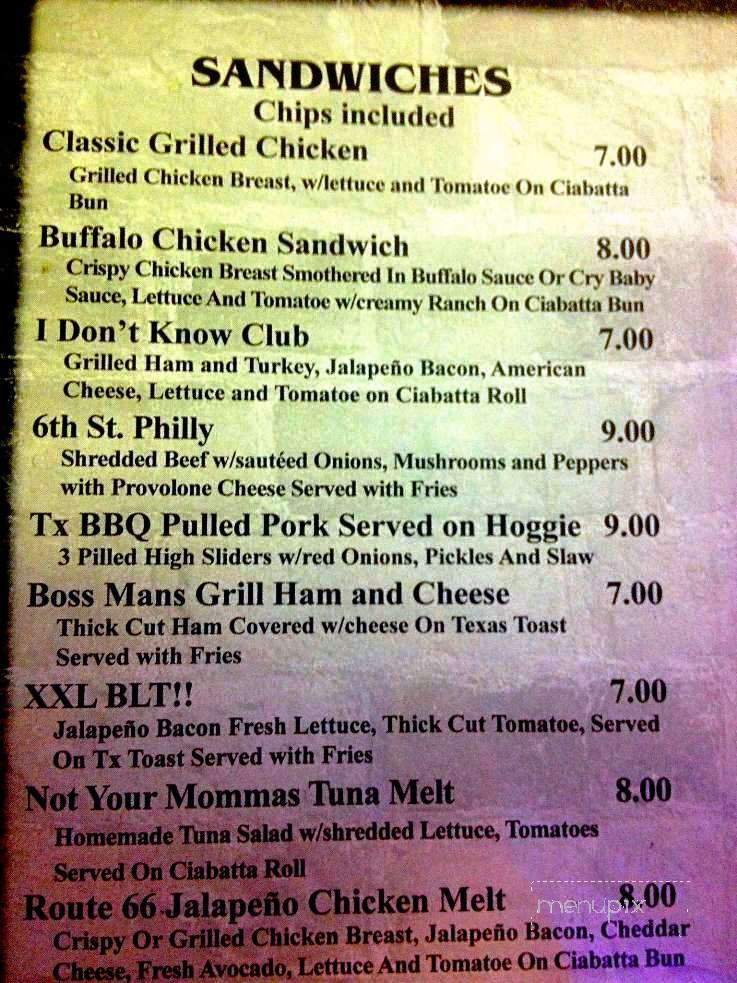 SANDWICHES
Chips included
Classic Grilled Chicken 7.00
Grilled Chicken Breast, w/lettuce and Tomatoe On Ciabatta
Bun
Buffalo Chicken Sandwich 8.00
Crispy Chicken Breast Smothered In Buffalo Sauce Or Cry Baby
Sauce, Lettuce And Tomatoe w/creamy Ranch On Ciabatta Bun
I Don't Know Club 7.00
Grilled Ham and Turkey, Jalapeño Bacon, American
Cheese, Lettuce and Tomatoe on Ciabatta Roll
6th St. Philly 9.00
Shredded Beef w/sautéed Onions, Mushrooms and Peppers
with Provolone Cheese Served with Fries
Tx BBQ Pulled Pork Served on Hoggie 9.00
3 Pilled High Sliders w/red Onions, Pickles And Slaw
Boss Mans Grill Ham and Cheese 7.00
Thick Cut Ham Covered w/cheese On Texas Toast
Served with Fries
XXL BLT!! 7.00
Jalapeño Bacon Fresh Lettuce, Thick Cut Tomatoe, Served
On Tx Toast Served with Fries
Not Your Mommas Tuna Melt 8.00
Homemade Tuna Salad w/shredded Lettuce, Tomatoes
Served On Ciabatta Roll
Route 66 Jalapeño Chicken Melt 8.00
menupix
Crispy Or Grilled Chicken Breast, Jalapeño Bacon, Cheddar
Cheese, Fresh Avocado, Lettuce And Tomatoe On Ciabatta Bun